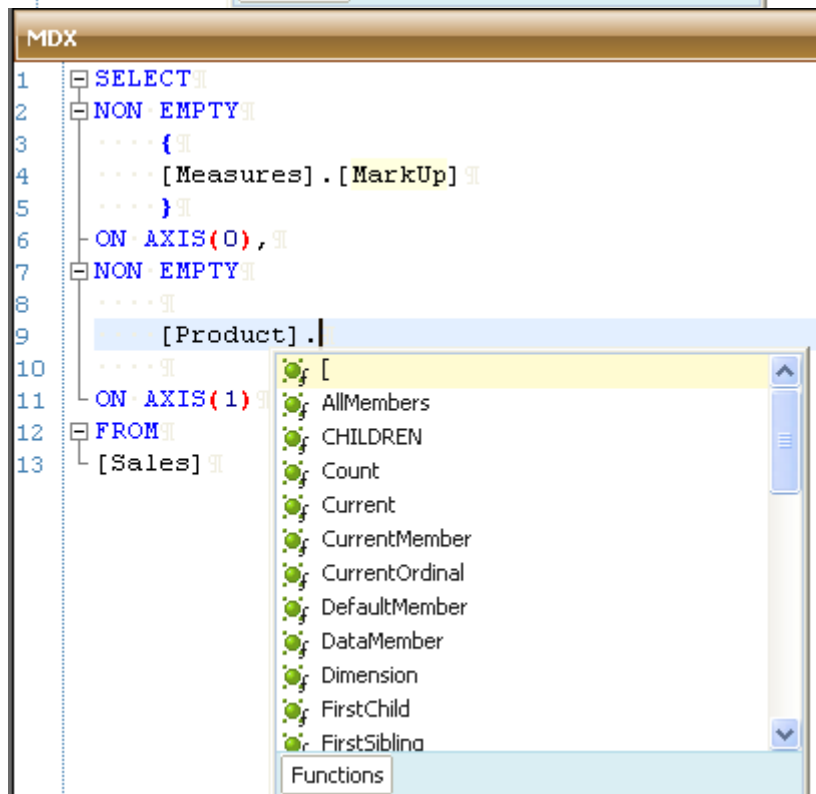 MDX
1 SELECT
2 NON EMPTY
3 {
4 [Measures].[MarkUp]
5 }
6 ON AXIS(0),
7 NON EMPTY
8
9 [Product].
10
11 ON AXIS(1)
12 FROM
13 [Sales]
[
AllMembers
CHILDREN
Count
Current
CurrentMember
CurrentOrdinal
DefaultMember
DataMember
Dimension
FirstChild
FirstSibling
Functions